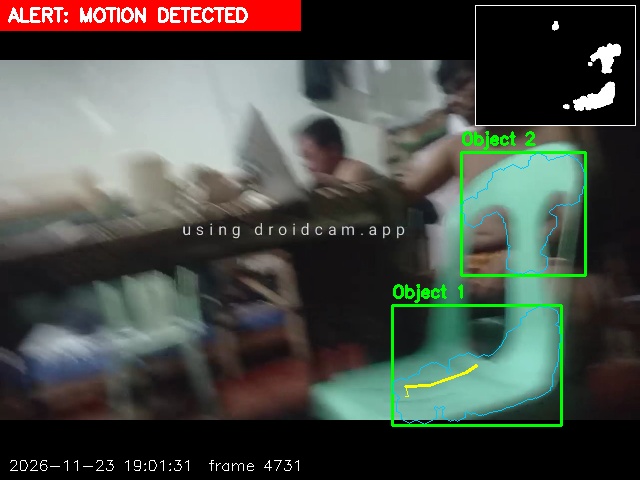 ALERT: MOTION DETECTED
Object 2
using droidcam.app
Object 1
2026-11-23 19:01:31 frame 4731